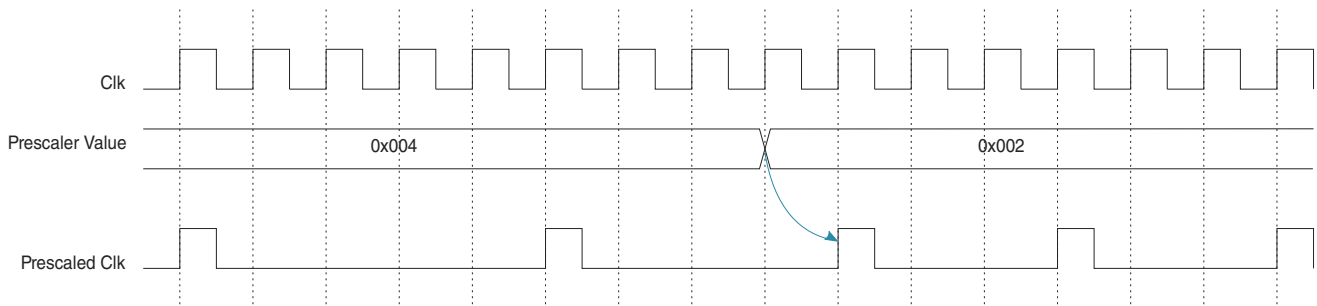 Clk
Prescaler Value
0x004
0x002
Prescaled Clk